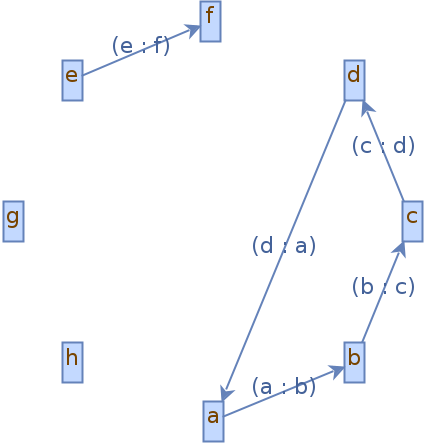 f
(e : f)
e
d
(c : d)
g
c
(d : a)
(b : c)
h
b
(a : b)
a